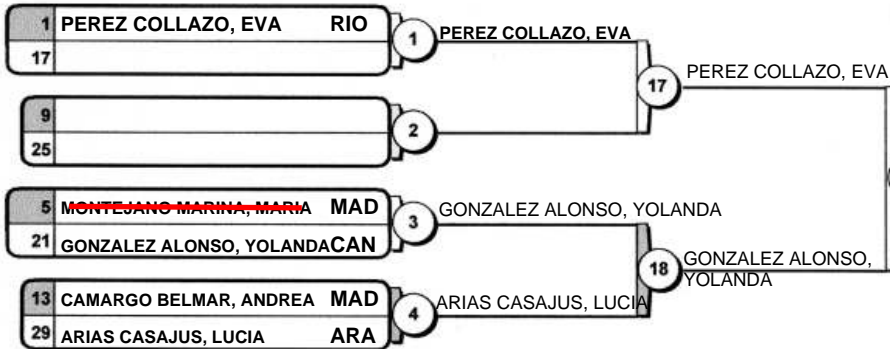 1 PEREZ COLLAZO, EVA RIO
17
1 PEREZ COLLAZO, EVA
17 PEREZ COLLAZO, EVA
9
25
2
5 MONTEJANO MARINA, MARIA MAD
21 GONZALEZ ALONSO, YOLANDA CAN
3 GONZALEZ ALONSO, YOLANDA
18 GONZALEZ ALONSO,
YOLANDA
13 CAMARGO BELMAR, ANDREA MAD
29 ARIAS CASAJUS, LUCIA ARA
4 ARIAS CASAJUS, LUCIA